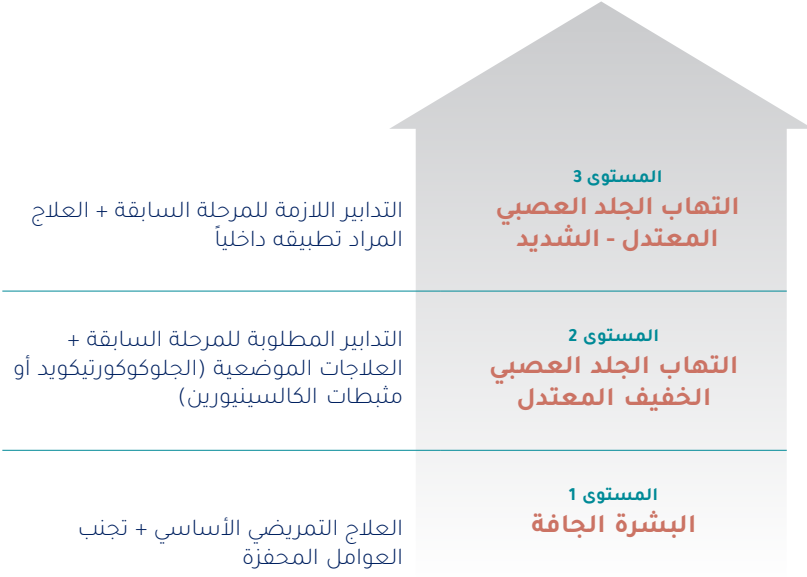 المستوى 3
التهاب الجلد العصبي
المعتدل - الشديد
التدابير اللازمة للمرحلة السابقة + العلاج
المراد تطبيقه داخلياً
المستوى 2
التهاب الجلد العصبي
الخفيف المعتدل
التدابير المطلوبة للمرحلة السابقة +
العلاجات الموضعية (الجلوكوكورتيكويد أو
مثبطات الكالسينيورين)
المستوى 1
البشرة الجافة
العلاج التمريضي الأساسي + تجنب
العوامل المحفزة